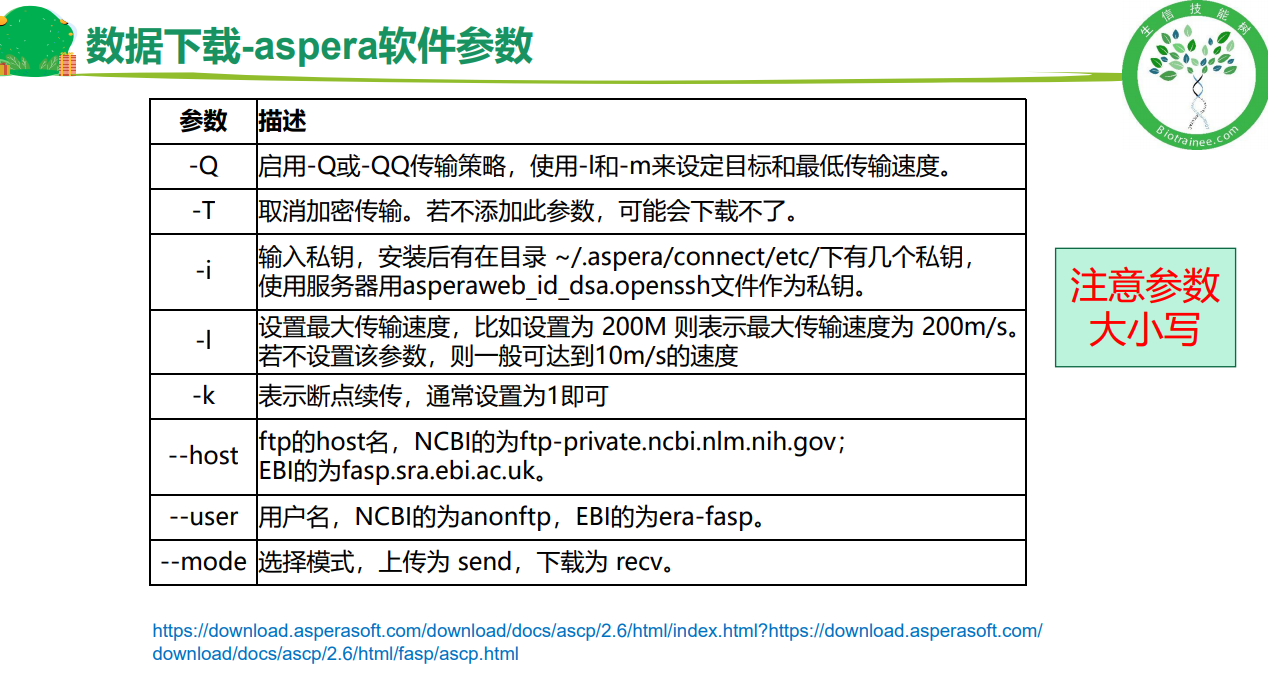 数据下载-aspera软件参数
生信技能树
Biotrainee.com
参数 描述
-Q 启用-Q或-QQ传输策略，使用-l和-m来设定目标和最低传输速度。
-T 取消加密传输。若不添加此参数，可能会下载不了。
-i 输入私钥，安装后有在目录 ~/.aspera/connect/etc/下有几个私钥，
使用服务器用asperaweb_id_dsa.openssh文件作为私钥。
-l 设置最大传输速度，比如设置为 200M 则表示最大传输速度为 200m/s。
若不设置该参数，则一般可达到10m/s的速度
-k 表示断点续传，通常设置为1即可
--host ftp的host名，NCBI的为ftp-private.ncbi.nlm.nih.gov；
EBI的为fasp.sra.ebi.ac.uk。
--user 用户名，NCBI的为anonftp，EBI的为era-fasp。
--mode 选择模式，上传为 send，下载为 recv。
注意参数
大小写
https://download.asperasoft.com/download/docs/ascp/2.6/html/index.html?https://download.asperasoft.com/
download/docs/ascp/2.6/html/fasp/ascp.html